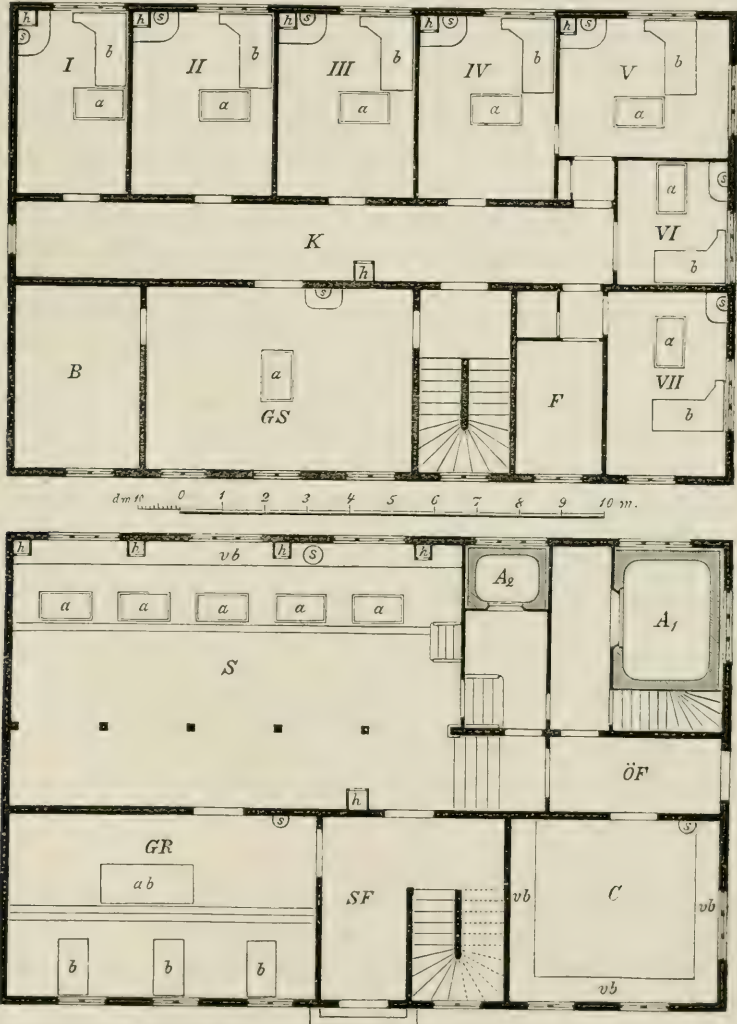 h h h s h s h s
s
I b II b III b IV b V b
a a a a a
a s
VI
K b
h
s s
a
B a VII
GS F b
dm 10 0 1 2 3 4 5 6 7 8 9 10 m.
h h h h
vb s
A2
a a a a a A1
S
h ÖF
s s
GR
ab SF vb C vb
b b b
vb